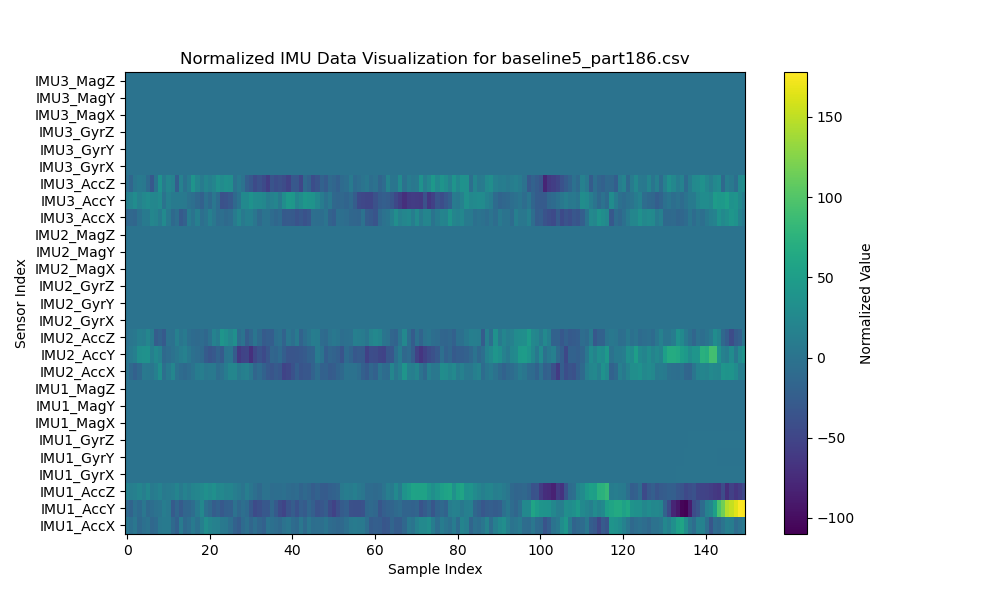 Normalized IMU Data Visualization for baseline5_part186.csv
IMU3_MagZ
IMU3_MagY
IMU3_MagX
IMU3_GyrZ
IMU3_GyrY
IMU3_GyrX
IMU3_AccZ
IMU3_AccY
IMU3_AccX
IMU2_MagZ
IMU2_MagY
IMU2_MagX
IMU2_GyrZ
IMU2_GyrY
IMU2_GyrX
IMU2_AccZ
IMU2_AccY
IMU2_AccX
IMU1_MagZ
IMU1_MagY
IMU1_MagX
IMU1_GyrZ
IMU1_GyrY
IMU1_GyrX
IMU1_AccZ
IMU1_AccY
IMU1_AccX
Sensor Index
0 20 40 60 80 100 120 140
Sample Index
150
100
50
0
−50
−100
Normalized Value